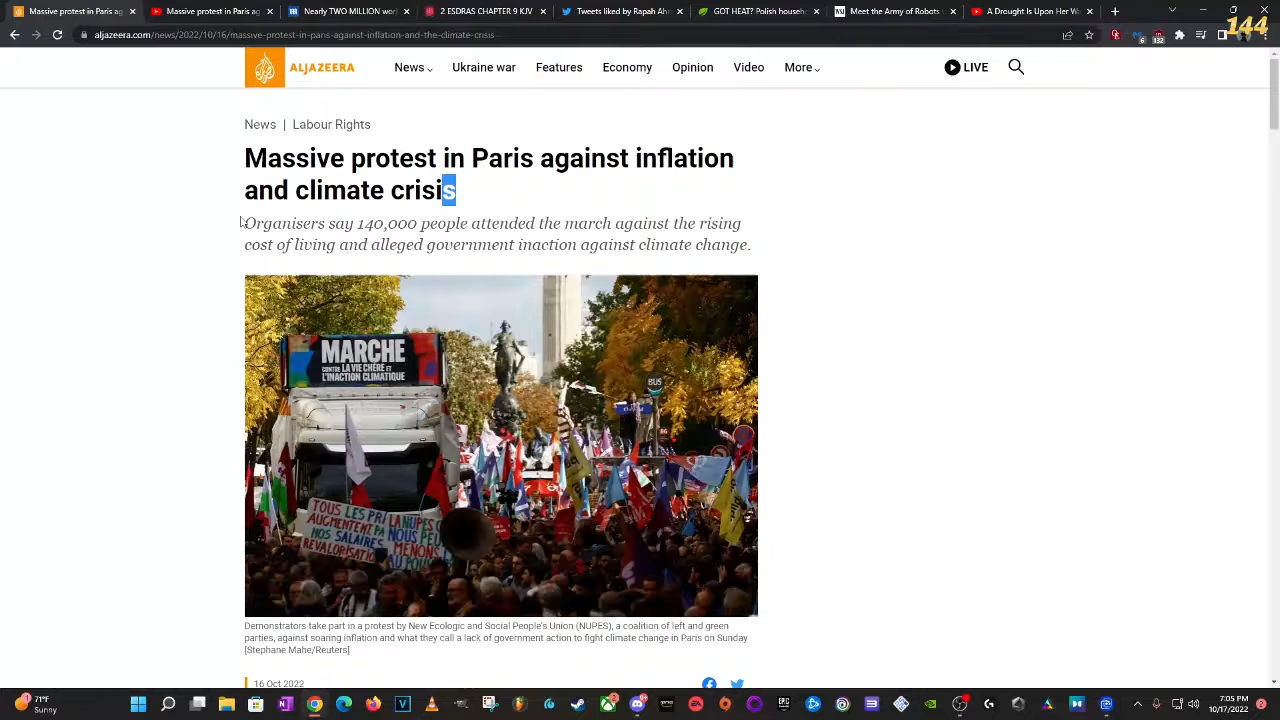 Massive protest in Paris ag
Massive protest in Paris agains
Nearly TWO MILLION worl
2 ESDRAS CHAPTER 9 KJV
Tweets liked by Rapah Ahr
COT HEAT? Polish househo
Meet the Army of Robots
A Drought Is Upon Her Wa
144
aljazeera.com/news/2022/10/16/massive-protest-in-paris-against-inflation-and-the-climate-crisis
6
132
ALJAZEERA
News
Ukraine war
Features
Economy
Opinion
Video
More
LIVE
News | Labour Rights
Massive protest in Paris against inflation
and climate crisis
Organisers say 140,000 people attended the march against the rising
cost of living and alleged government inaction against climate change.
MARCHE
CONTRE LA VIE CHÈRE ET
L'INACTION CLIMATIQUE
BUS
TOUS LES PRI
AUGMENTENT PA
NOS SALAIRES
REVALORISATIO
LA NUPES
NOUS PEU
MENONS
AU POUV
Demonstrators take part in a protest by New Ecologic and Social People's Union (NUPES), a coalition of left and green
parties, against soaring inflation and what they call a lack of government action to fight climate change in Paris on Sunday
[Stephane Mahe/Reuters]
16 Oct 2022
71°F
Sunny
7:05 PM
10/17/2022